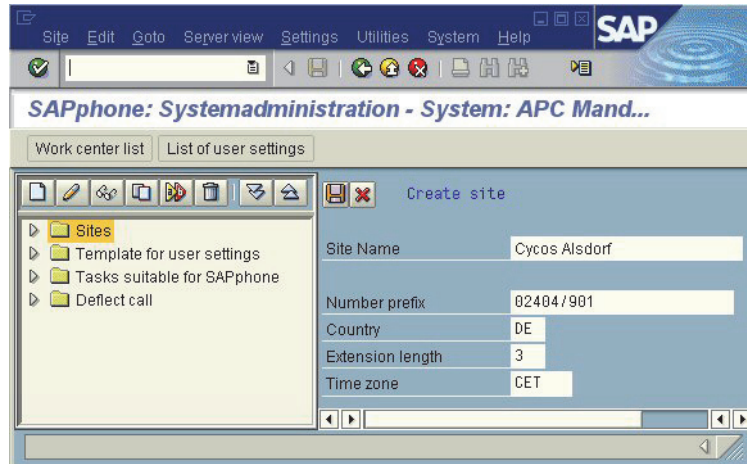 Site Edit Goto Server view Settings Utilities System Help
SAP
SAPphone: Systemadministration - System: APC Mand...
Work center list List of user settings
Create site
Sites
Template for user settings
Tasks suitable for SAPphone
Deflect call
Site Name Cycos Alsdorf
Number prefix 02404/901
Country DE
Extension length 3
Time zone CET